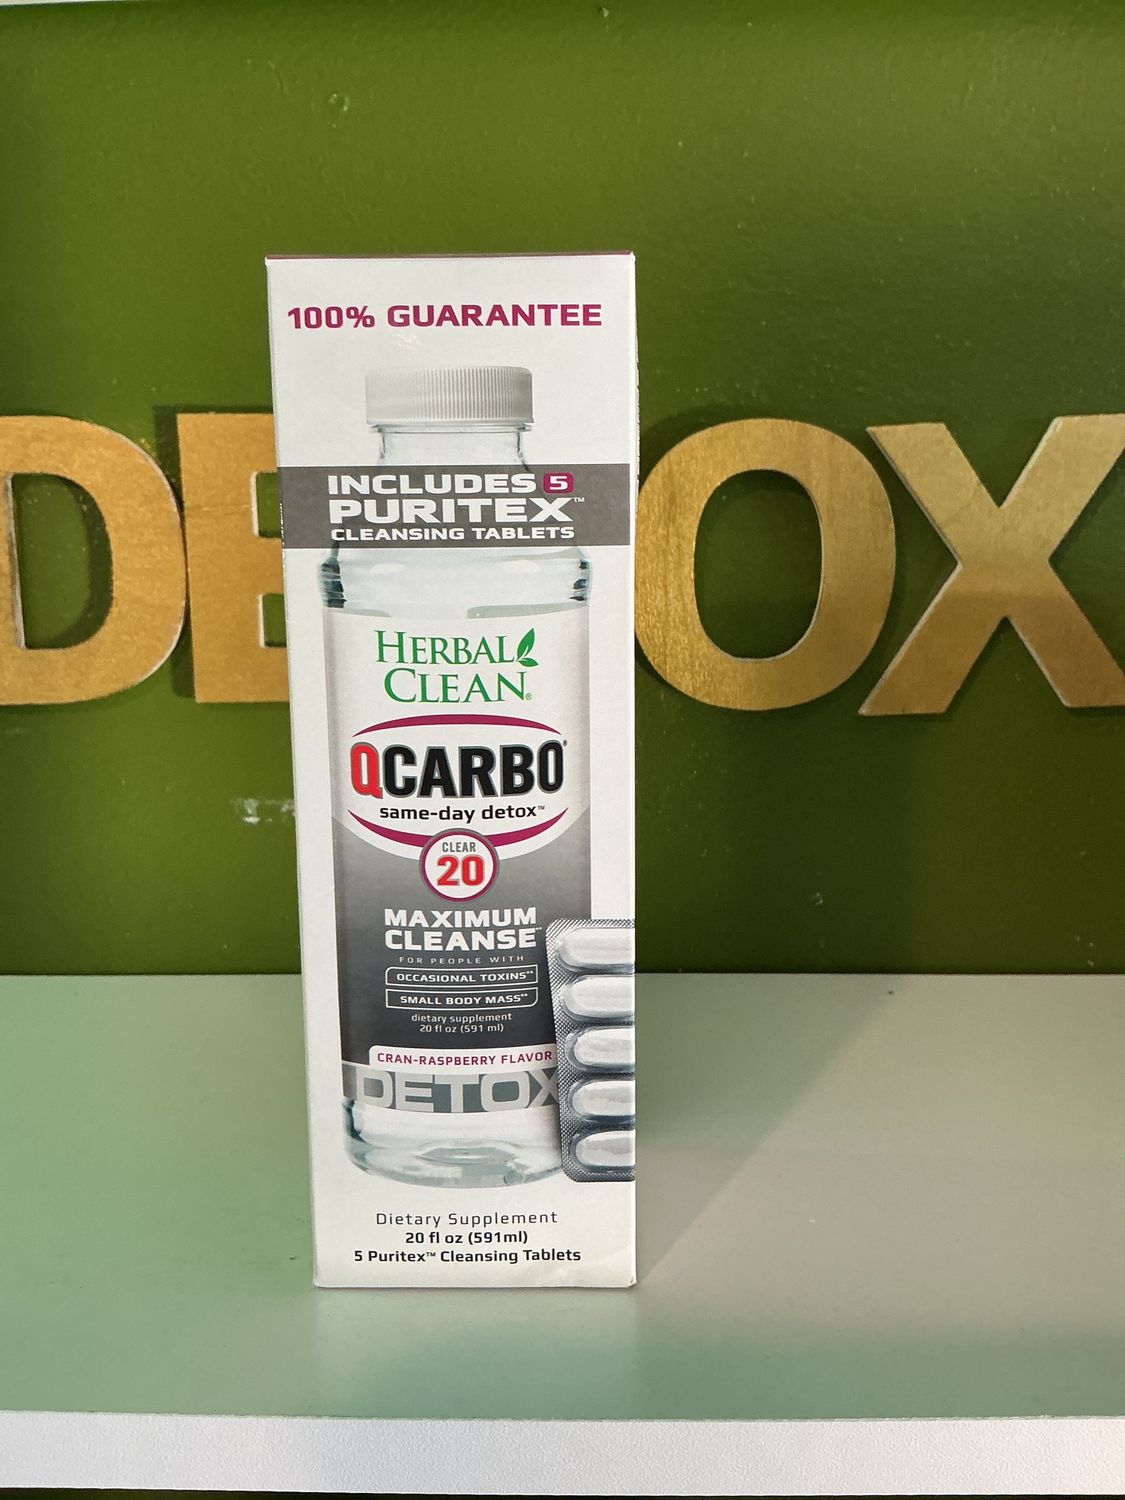 DETOX
100% GUARANTEE
INCLUDES 5
PURITEX™
CLEANSING TABLETS
HERBAL
CLEAN®
QCARBO®
same-day detox™
CLEAR
20
MAXIMUM
CLEANSE**
FOR PEOPLE WITH
OCCASIONAL TOXINS**
SMALL BODY MASS**
dietary supplement
20 fl oz (591 ml)
CRAN-RASPBERRY FLAVOR
DETOX
Dietary Supplement
20 fl oz (591ml)
5 Puritex™ Cleansing Tablets